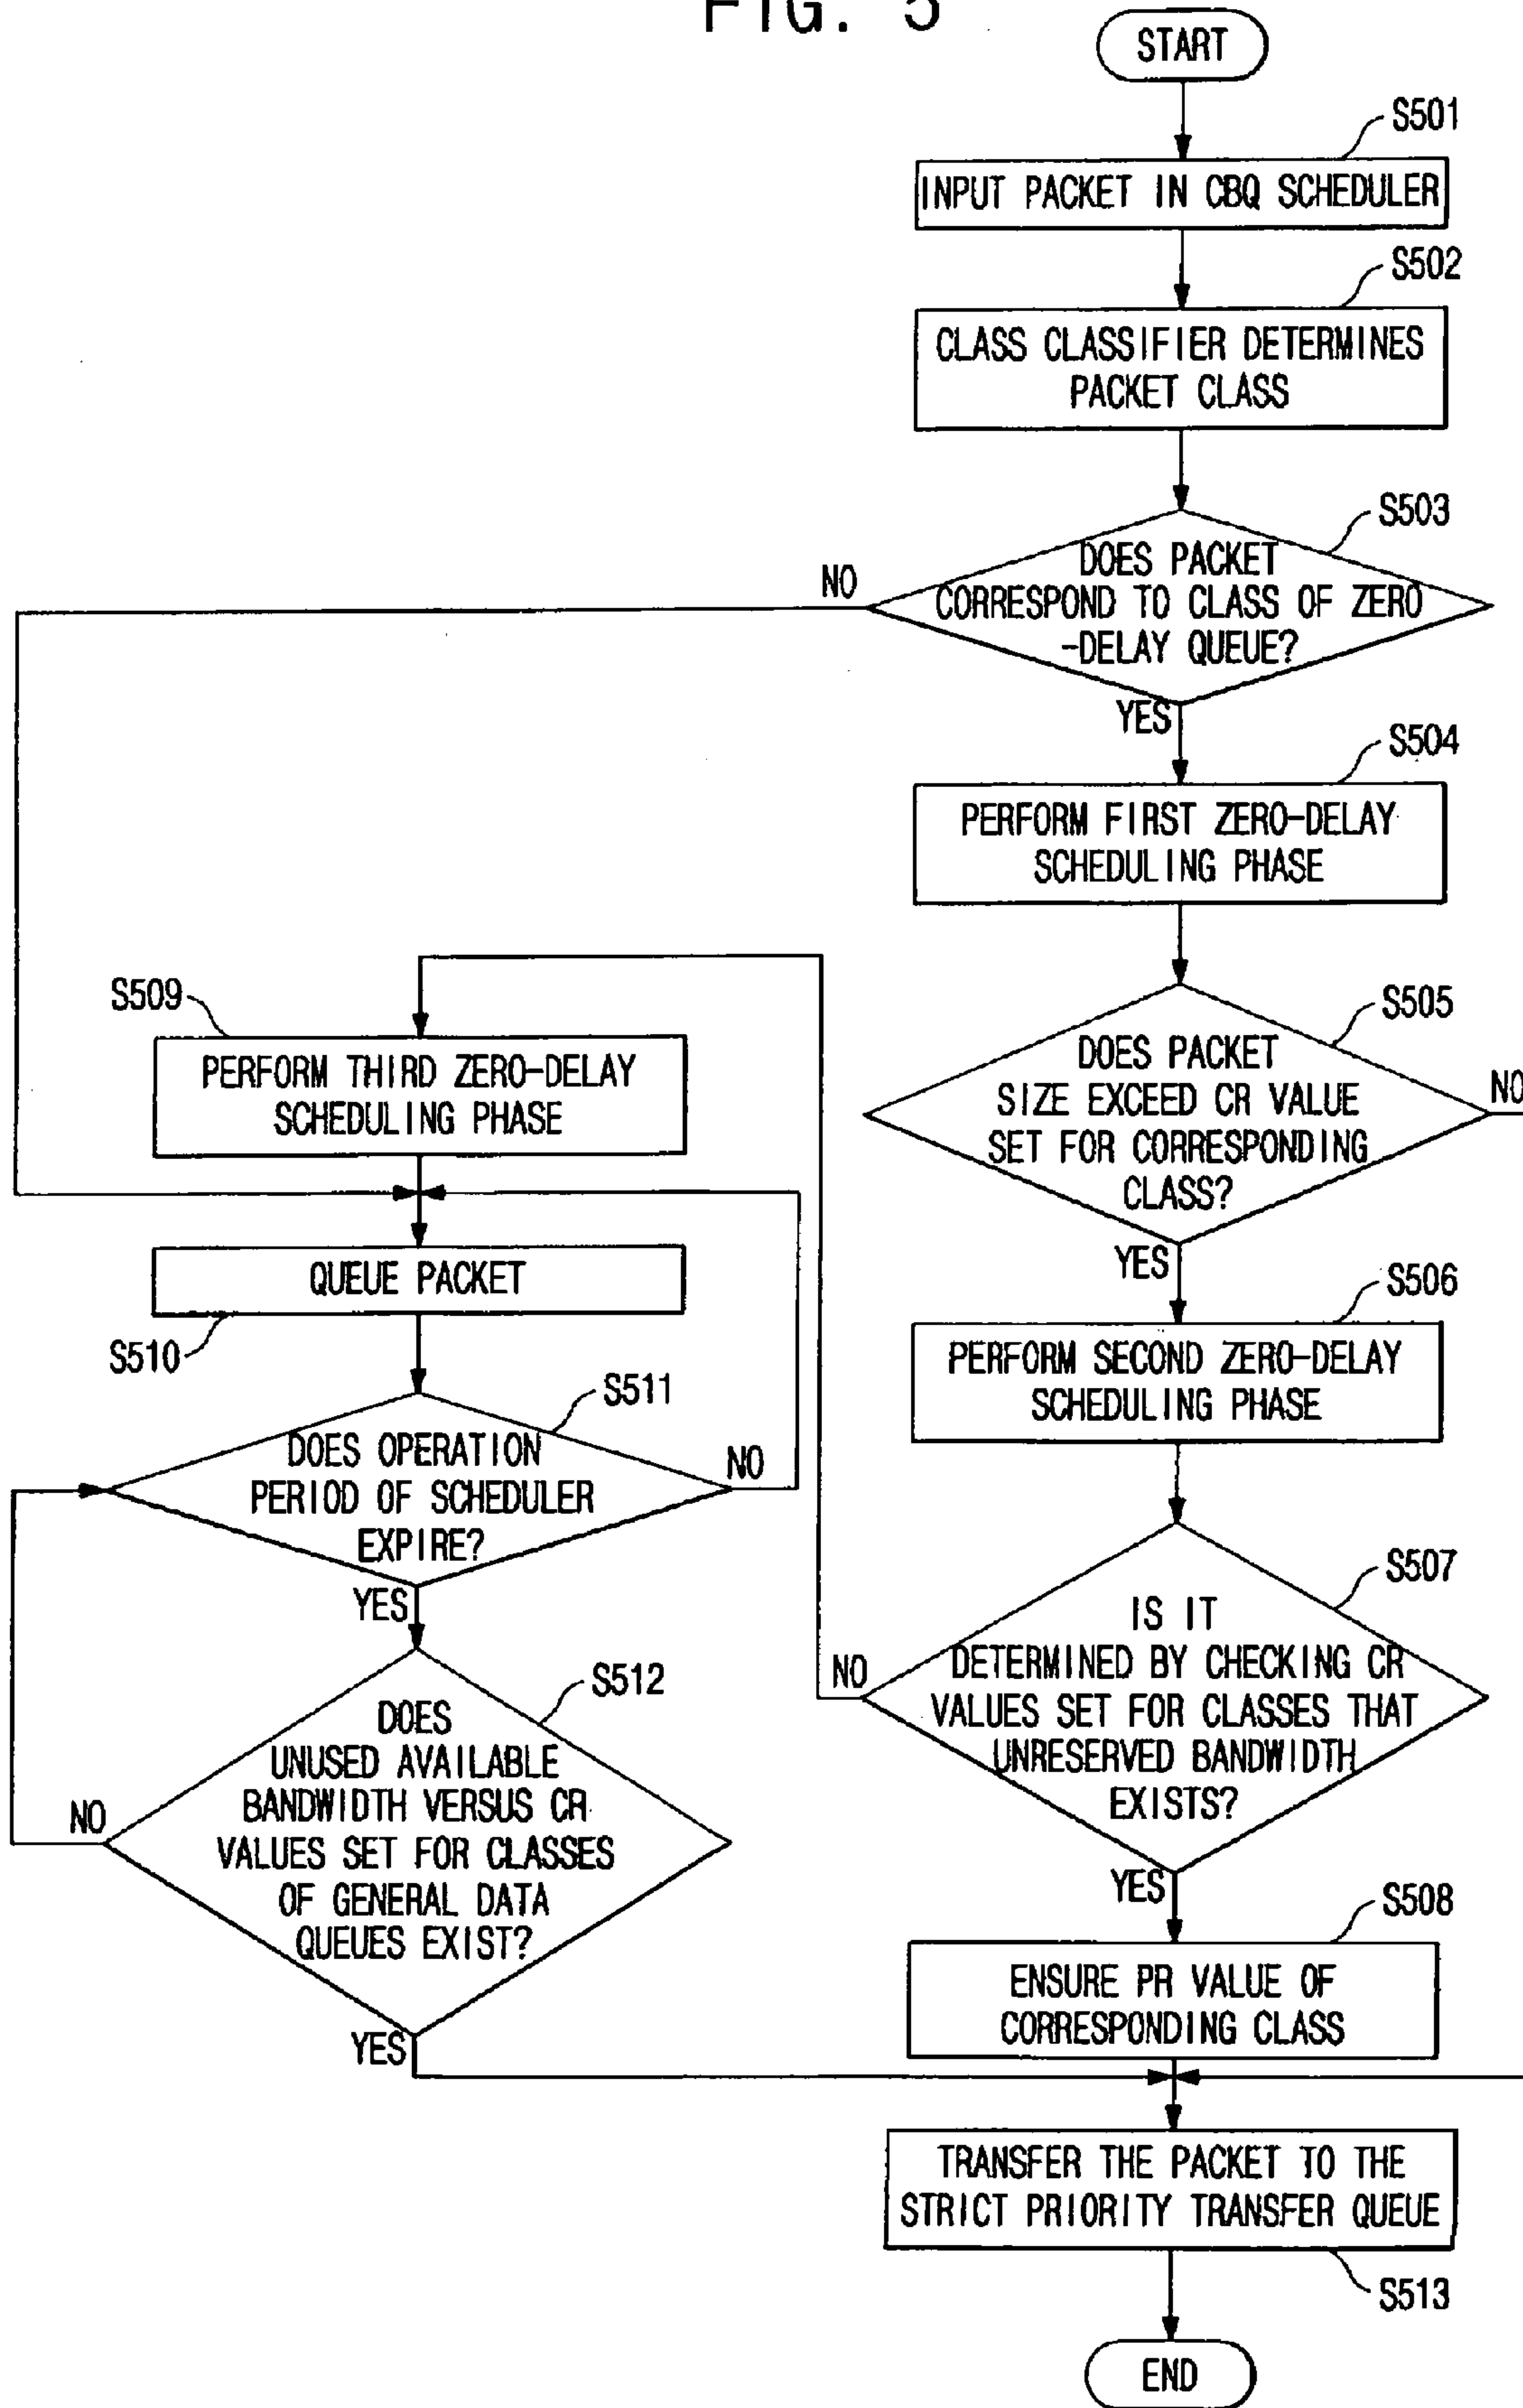 FIG. 5
START
S501
INPUT PACKET IN CBQ SCHEDULER
S502
CLASS CLASSIFIER DETERMINES
PACKET CLASS
S503
DOES PACKET
CORRESPOND TO CLASS OF ZERO
-DELAY QUEUE?
NO
YES
S504
PERFORM FIRST ZERO-DELAY
SCHEDULING PHASE
S505
DOES PACKET
SIZE EXCEED CR VALUE
SET FOR CORRESPONDING
CLASS?
NO
YES
S506
PERFORM SECOND ZERO-DELAY
SCHEDULING PHASE
S507
IS IT
DETERMINED BY CHECKING CR
VALUES SET FOR CLASSES THAT
UNRESERVED BANDWIDTH
EXISTS?
NO
YES
S508
ENSURE PR VALUE OF
CORRESPONDING CLASS
S509
PERFORM THIRD ZERO-DELAY
SCHEDULING PHASE
QUEUE PACKET
S510
S511
DOES OPERATION
PERIOD OF SCHEDULER
EXPIRE?
NO
YES
S512
DOES
UNUSED AVAILABLE
BANDWIDTH VERSUS CR
VALUES SET FOR CLASSES
OF GENERAL DATA
QUEUES EXIST?
NO
YES
TRANSFER THE PACKET TO THE
STRICT PRIORITY TRANSFER QUEUE
S513
END